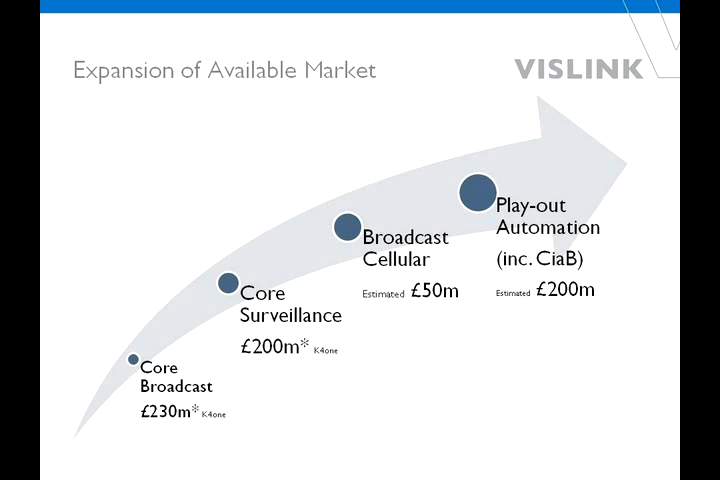 Expansion of Available Market
VISLINK
Play-out
Automation
(inc. CiaB)
Estimated £200m
Broadcast
Cellular
Estimated £50m
Core
Surveillance
£200m* K4one
Core
Broadcast
£230m* K4one